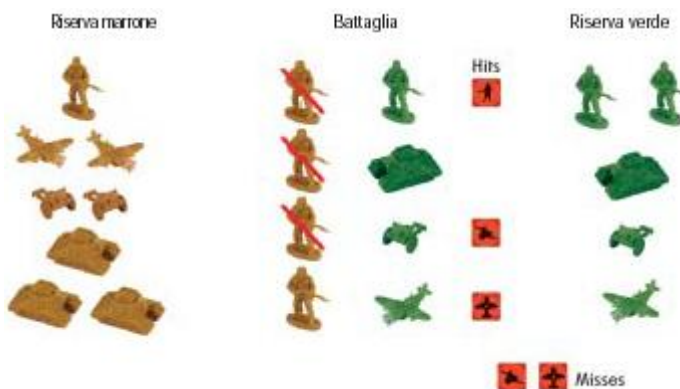 Riserva marrone
Battaglia
Riserva verde
Hits
Misses